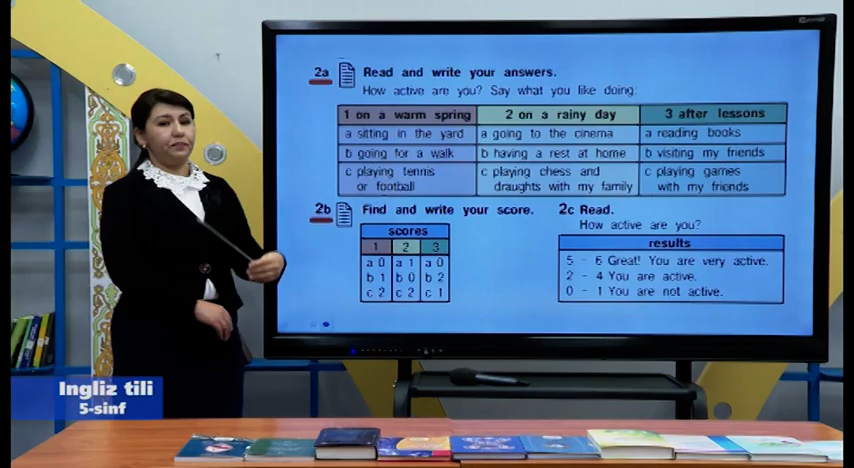 2a Read and write your answers.
How active are you? Say what you like doing:
1 on a warm spring 2 on a rainy day 3 after lessons
a sitting in the yard a going to the cinema a reading books
b going for a walk b having a rest at home b visiting my friends
c playing tennis c playing chess and c playing games
or football draughts with my family with my friends
2b Find and write your score.
scores
1 2 3
a 0 a 1 a 0
b 1 b 0 b 2
c 2 c 2 c 1
2c Read.
How active are you?
results
5 - 6 Great! You are very active.
2 - 4 You are active.
0 - 1 You are not active.
Ingliz tili
5-sinf